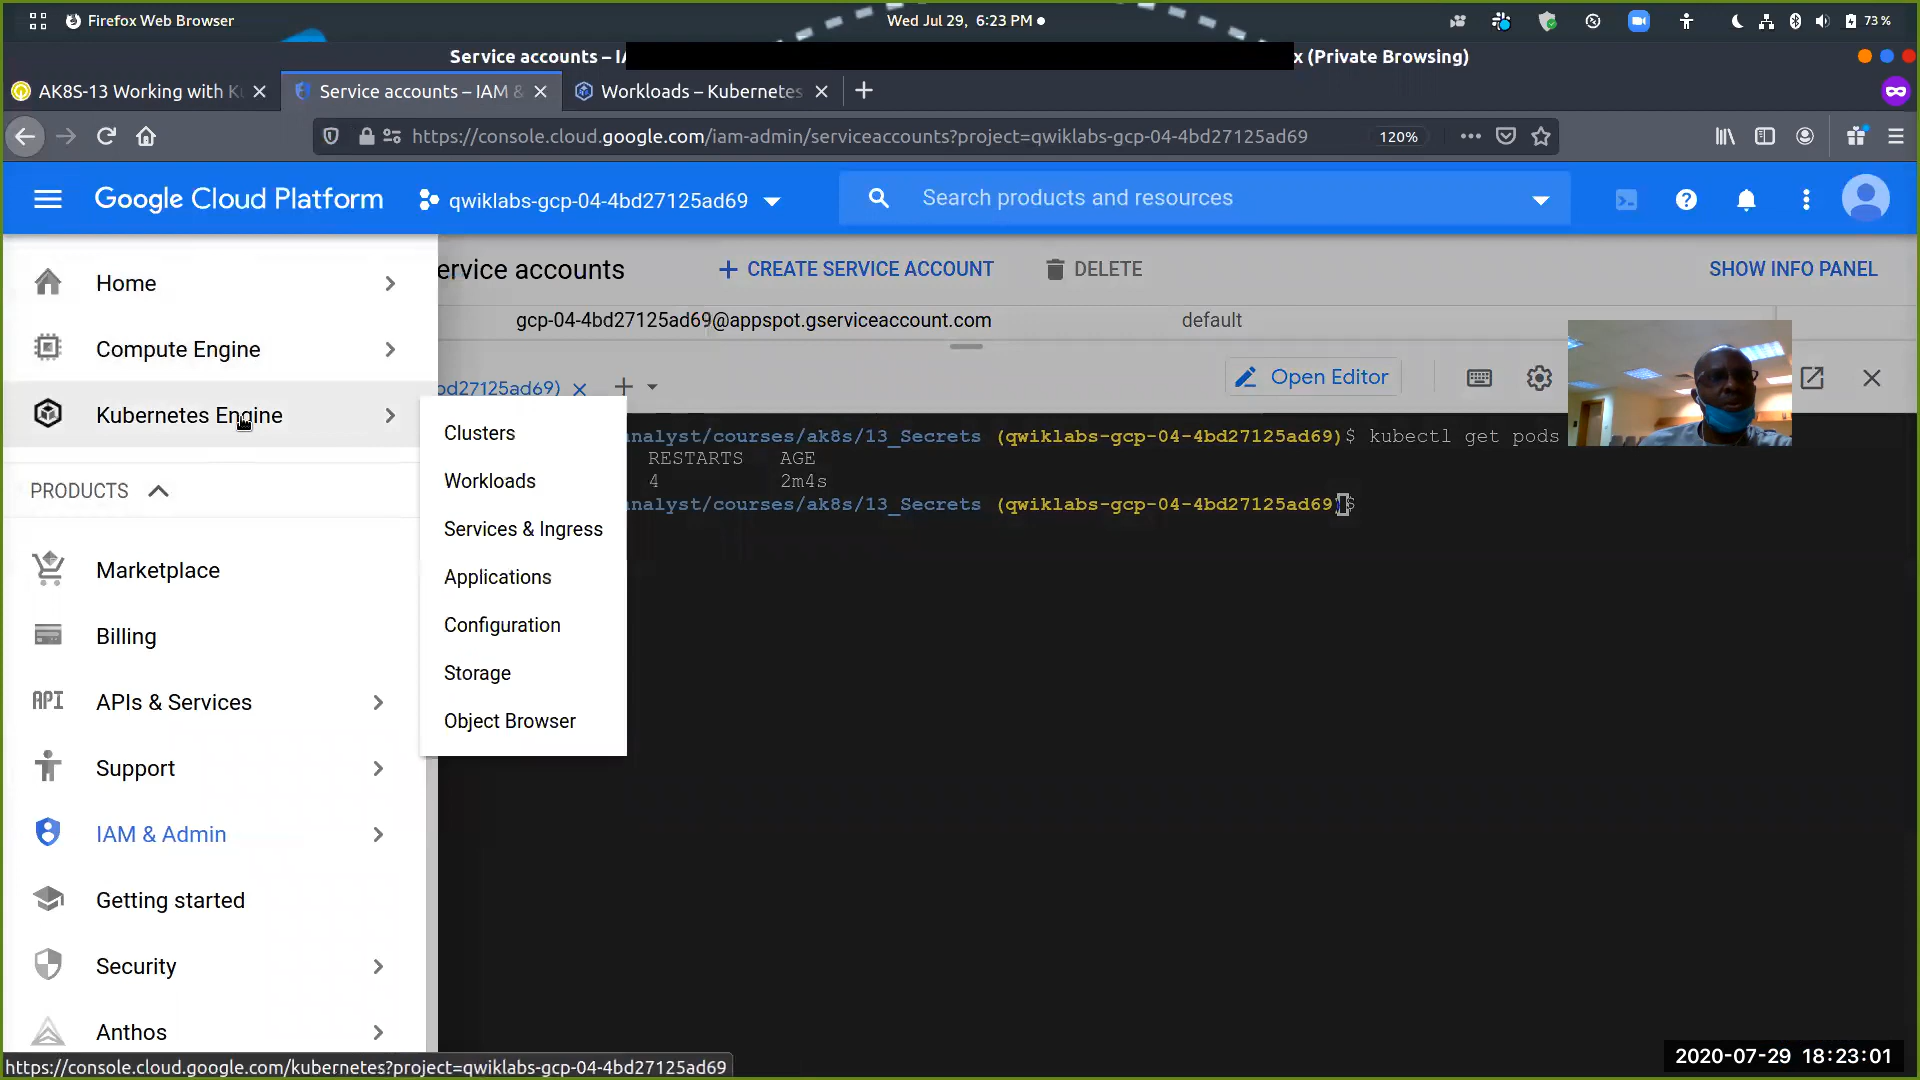 Firefox Web Browser
Wed Jul 29, 6:23 PM
73 %
Service accounts – IA
x (Private Browsing)
AK8S-13 Working with Ku
Service accounts – IAM &
Workloads – Kubernetes
https://console.cloud.google.com/iam-admin/serviceaccounts?project=qwiklabs-gcp-04-4bd27125ad69
120%
Google Cloud Platform
qwiklabs-gcp-04-4bd27125ad69
Search products and resources
Home
Compute Engine
Kubernetes Engine
PRODUCTS
Marketplace
Billing
API
APIs & Services
Support
IAM & Admin
Getting started
Security
Anthos
Clusters
Workloads
Services & Ingress
Applications
Configuration
Storage
Object Browser
ervice accounts
CREATE SERVICE ACCOUNT
DELETE
SHOW INFO PANEL
gcp-04-4bd27125ad69@appspot.gserviceaccount.com
default
bd27125ad69)
Open Editor
nalyst/courses/ak8s/13_Secrets (qwiklabs-gcp-04-4bd27125ad69)$ kubectl get pods
RESTARTS AGE
4 2m4s
nalyst/courses/ak8s/13_Secrets (qwiklabs-gcp-04-4bd27125ad69)$
https://console.cloud.google.com/kubernetes?project=qwiklabs-gcp-04-4bd27125ad69
2020-07-29 18:23:01